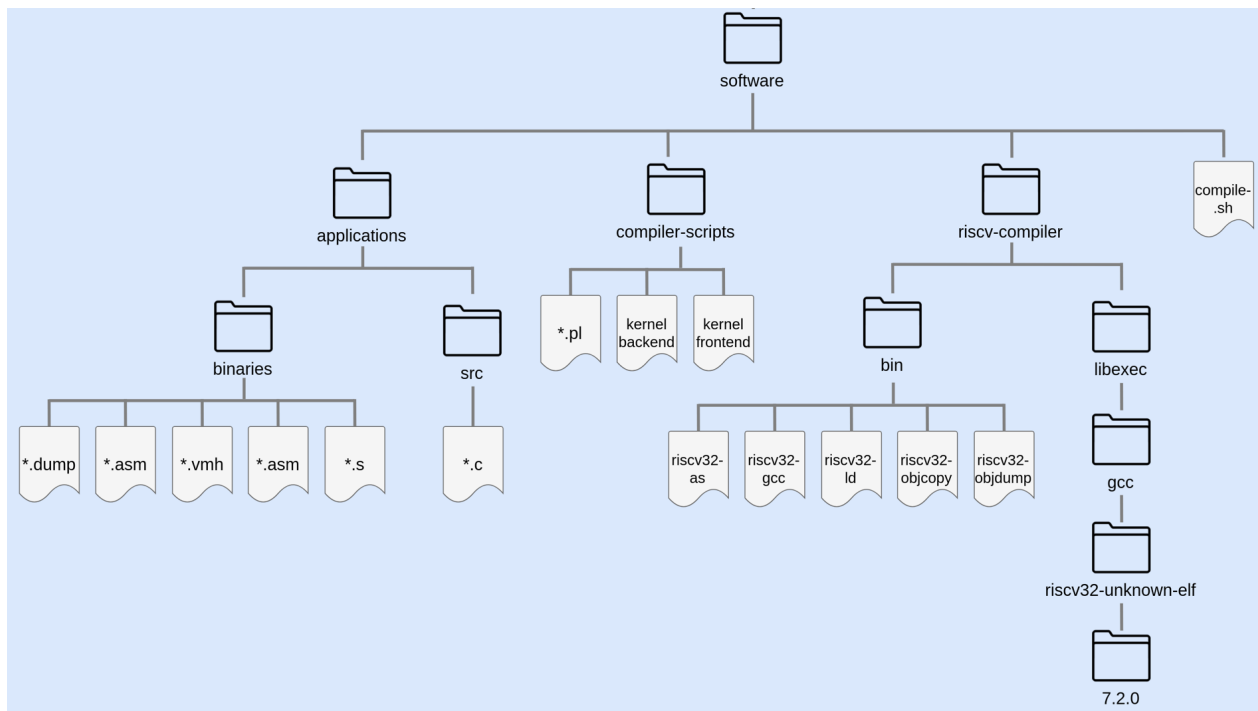 software
applications
compiler-scripts
riscv-compiler
compile-
.sh
binaries
src
*.pl
kernel
backend
kernel
frontend
bin
libexec
*.dump
*.asm
*.vmh
*.asm
*.s
*.c
riscv32-
as
riscv32-
gcc
riscv32-
ld
riscv32-
objcopy
riscv32-
objdump
gcc
riscv32-unknown-elf
7.2.0